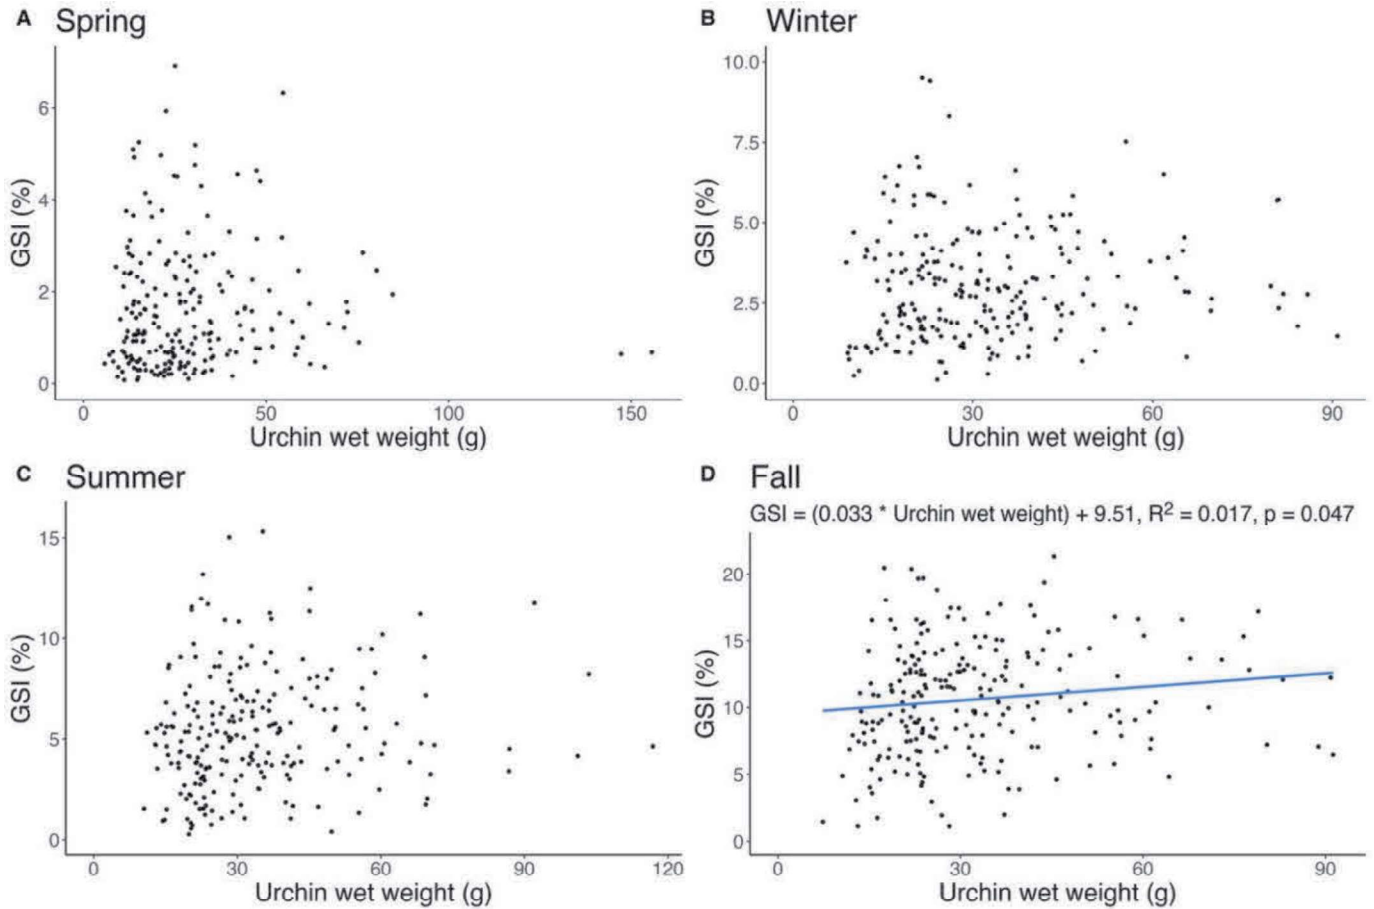 A Spring
GSI (%)
6
4
2
0
0 50 100 150
Urchin wet weight (g)
B Winter
GSI (%)
10.0
7.5
5.0
2.5
0.0
0 30 60 90
Urchin wet weight (g)
C Summer
GSI (%)
15
10
5
0
0 30 60 90 120
Urchin wet weight (g)
D Fall
GSI = (0.033 * Urchin wet weight) + 9.51, R² = 0.017, p = 0.047
GSI (%)
20
15
10
5
0
0 30 60 90
Urchin wet weight (g)